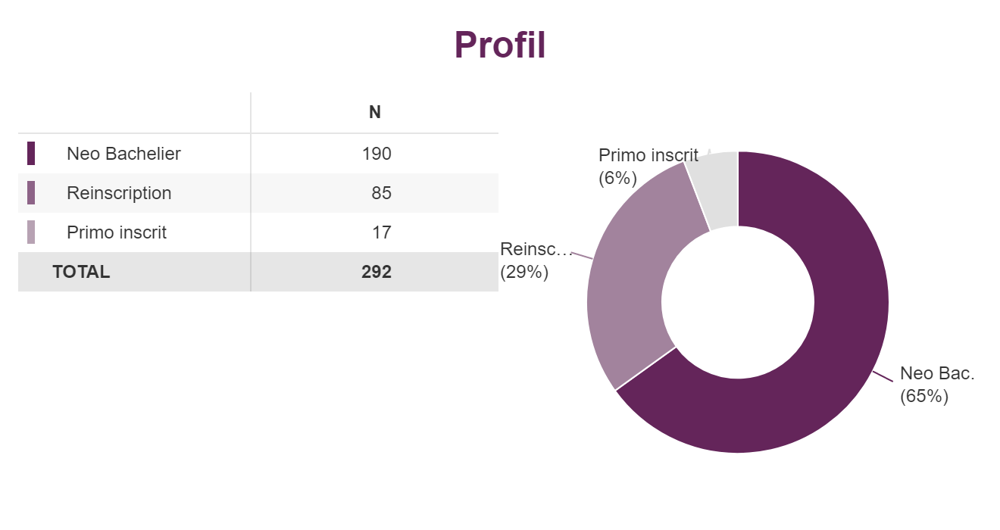 Profil
N
Neo Bachelier 190
Reinscription 85
Primo inscrit 17
TOTAL 292
Primo inscrit
(6%)
Reinsc…
(29%)
Neo Bac.
(65%)